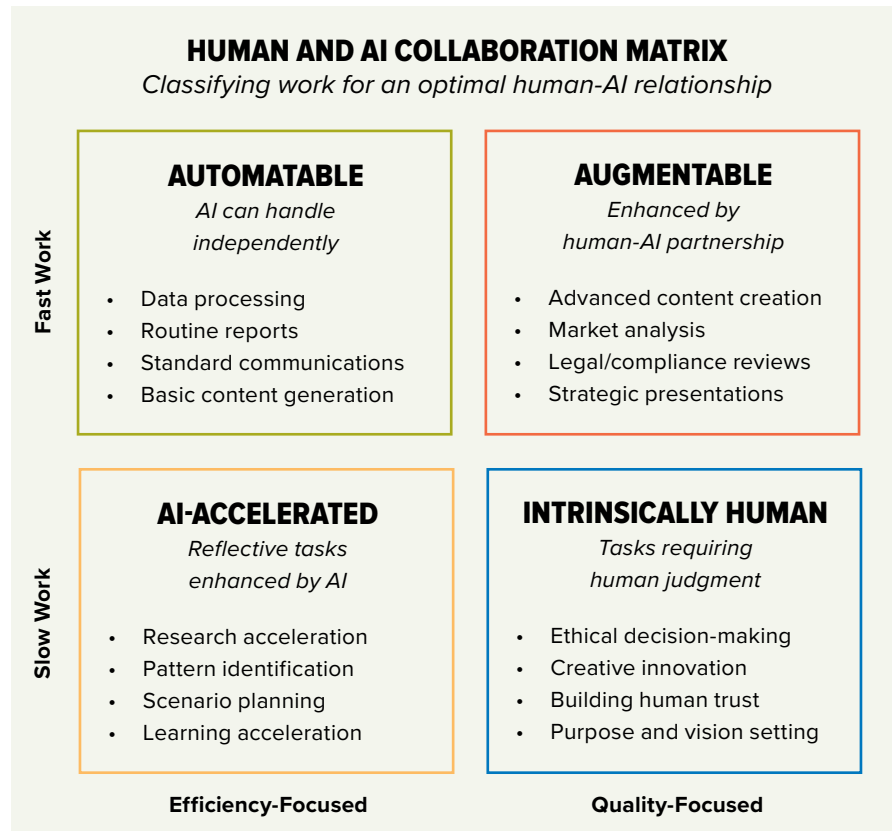 HUMAN AND AI COLLABORATION MATRIX
Classifying work for an optimal human-AI relationship
Fast Work
AUTOMATABLE
AI can handle
independently
• Data processing
• Routine reports
• Standard communications
• Basic content generation
AUGMENTABLE
Enhanced by
human-AI partnership
• Advanced content creation
• Market analysis
• Legal/compliance reviews
• Strategic presentations
Slow Work
AI-ACCELERATED
Reflective tasks
enhanced by AI
• Research acceleration
• Pattern identification
• Scenario planning
• Learning acceleration
INTRINSICALLY HUMAN
Tasks requiring
human judgment
• Ethical decision-making
• Creative innovation
• Building human trust
• Purpose and vision setting
Efficiency-Focused
Quality-Focused